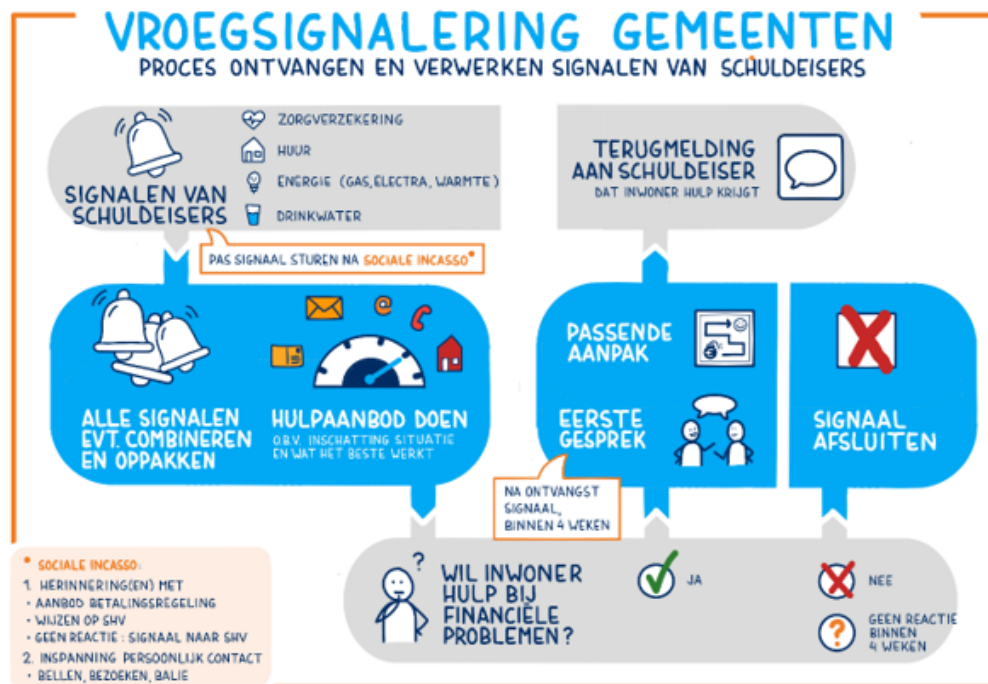 VROEGSIGNALERING GEMEENTEN
PROCES ONTVANGEN EN VERWERKEN SIGNALEN VAN SCHULDEISERS
SIGNALEN VAN
SCHULDEISERS
ZORGVERZEKERING
HUUR
ENERGIE (GAS,ELECTRA, WARMTE)
DRINKWATER
PAS SIGNAAL STUREN NA SOCIALE INCASSO*
ALLE SIGNALEN
EVT. COMBINEREN
EN OPPAKKEN
@
HULPAANBOD DOEN
O.B.V. INSCHATTING SITUATIE
EN WAT HET BESTE WERKT
WIL INWONER
HULP BIJ
FINANCIËLE
PROBLEMEN?
?
JA
NEE
?
GEEN REACTIE
BINNEN
4 WEKEN
EERSTE
GESPREK
NA ONTVANGST
SIGNAAL,
BINNEN 4 WEKEN
PASSENDE
AANPAK
SIGNAAL
AFSLUITEN
TERUGMELDING
AAN SCHULDEISER
DAT INWONER HULP KRIJGT
* SOCIALE INCASSO:
1. HERINNERING(EN) MET
• AANBOD BETALINGSREGELING
• WIJZEN OP SHV
• GEEN REACTIE: SIGNAAL NAAR SHV
2. INSPANNING PERSOONLIJK CONTACT
• BELLEN, BEZOEKEN, BALIE